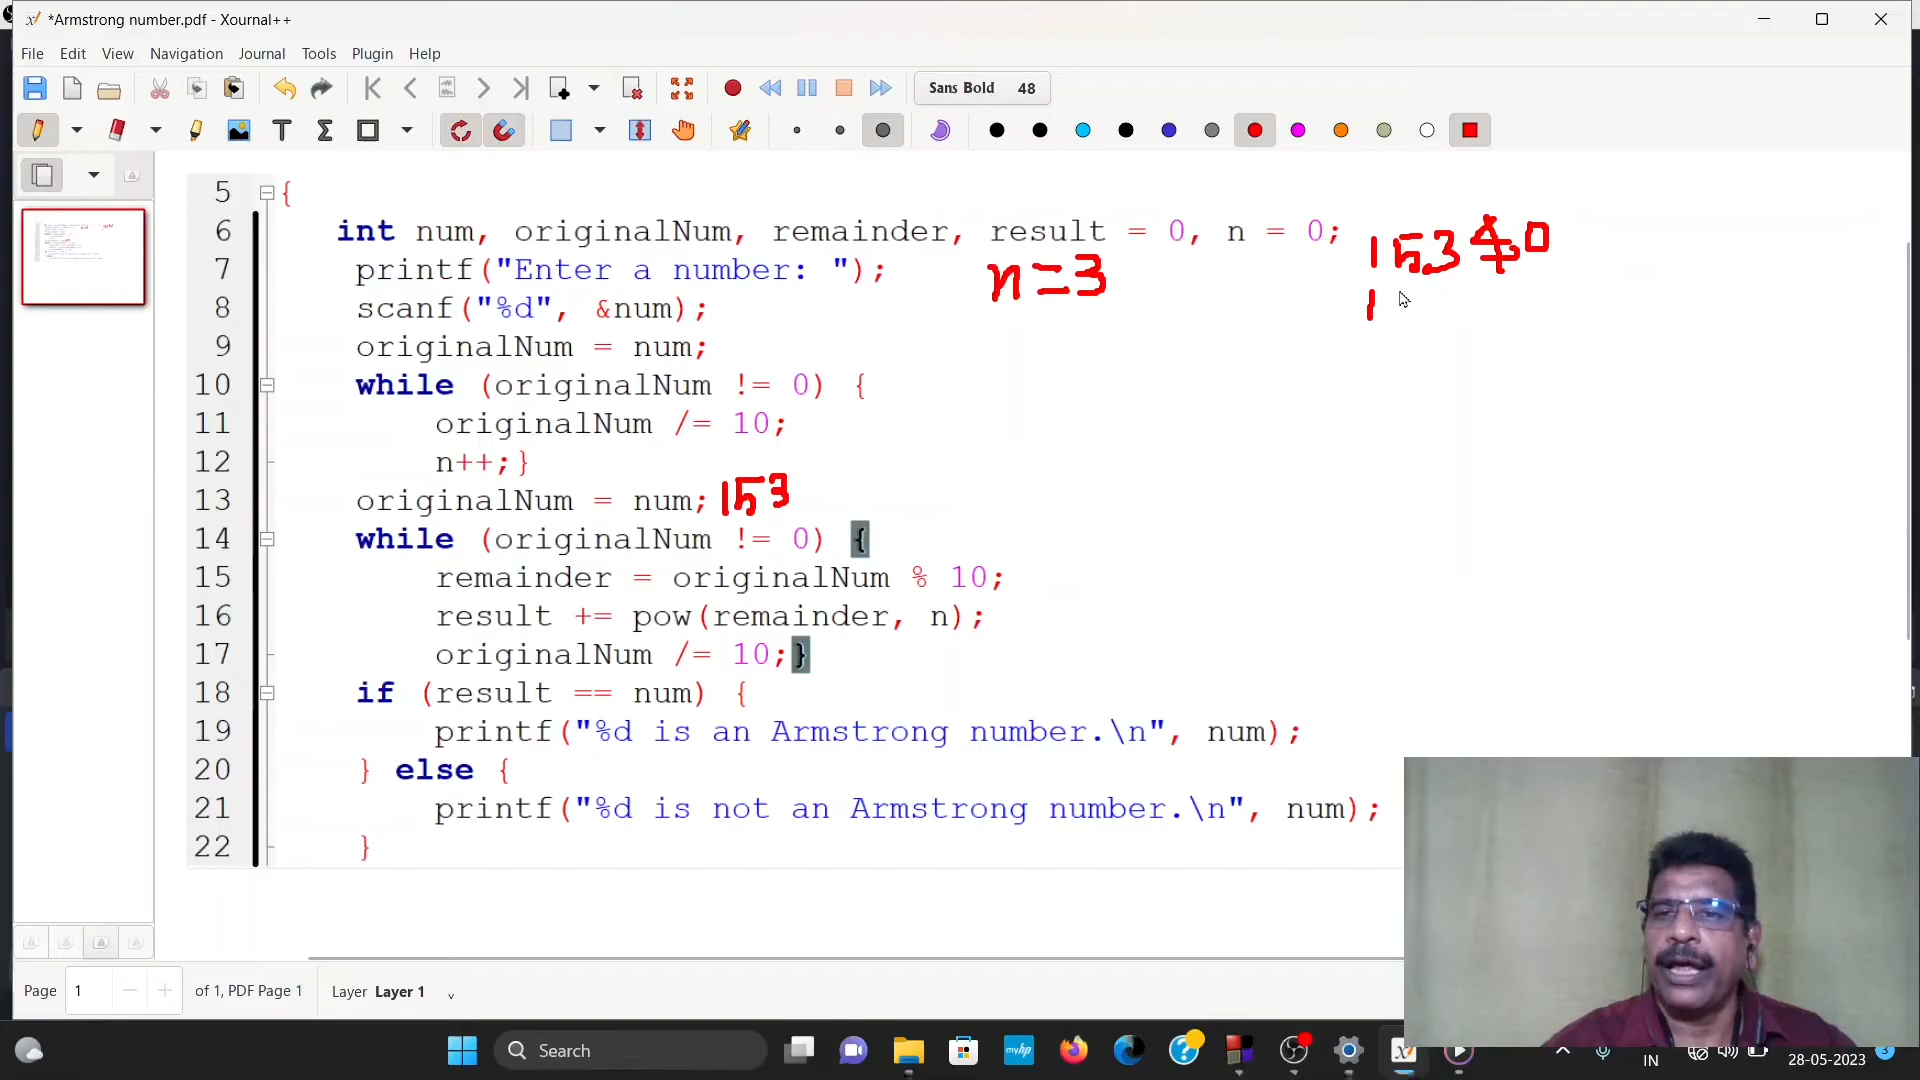 *Armstrong number.pdf - Xournal++
File Edit View Navigation Journal Tools Plugin Help
Sans Bold 48
5 {
6 int num, originalNum, remainder, result = 0, n = 0;
153
0
7 printf("Enter a number: ");
n=3
8 scanf("%d", &num);
1
9 originalNum = num;
10 while (originalNum != 0) {
11 originalNum /= 10;
12 n++;}
13 originalNum = num; 153
14 while (originalNum != 0) {
15 remainder = originalNum % 10;
16 result += pow(remainder, n);
17 originalNum /= 10;}
18 if (result == num) {
19 printf("%d is an Armstrong number.\n", num);
20 } else {
21 printf("%d is not an Armstrong number.\n", num);
22 }
Page 1 of 1, PDF Page 1 Layer Layer 1
Search
myhp
IN
28-05-2023
3